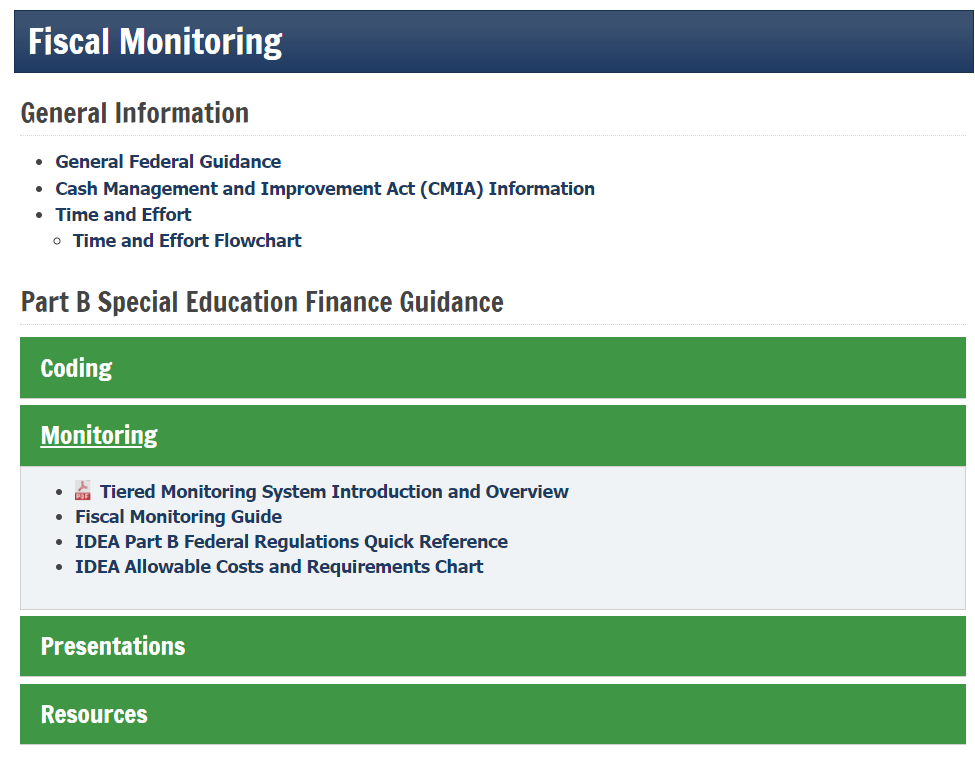 Fiscal Monitoring
General Information
General Federal Guidance
Cash Management and Improvement Act (CMIA) Information
Time and Effort
Time and Effort Flowchart
Part B Special Education Finance Guidance
Coding
Monitoring
PDF Tiered Monitoring System Introduction and Overview
Fiscal Monitoring Guide
IDEA Part B Federal Regulations Quick Reference
IDEA Allowable Costs and Requirements Chart
Presentations
Resources